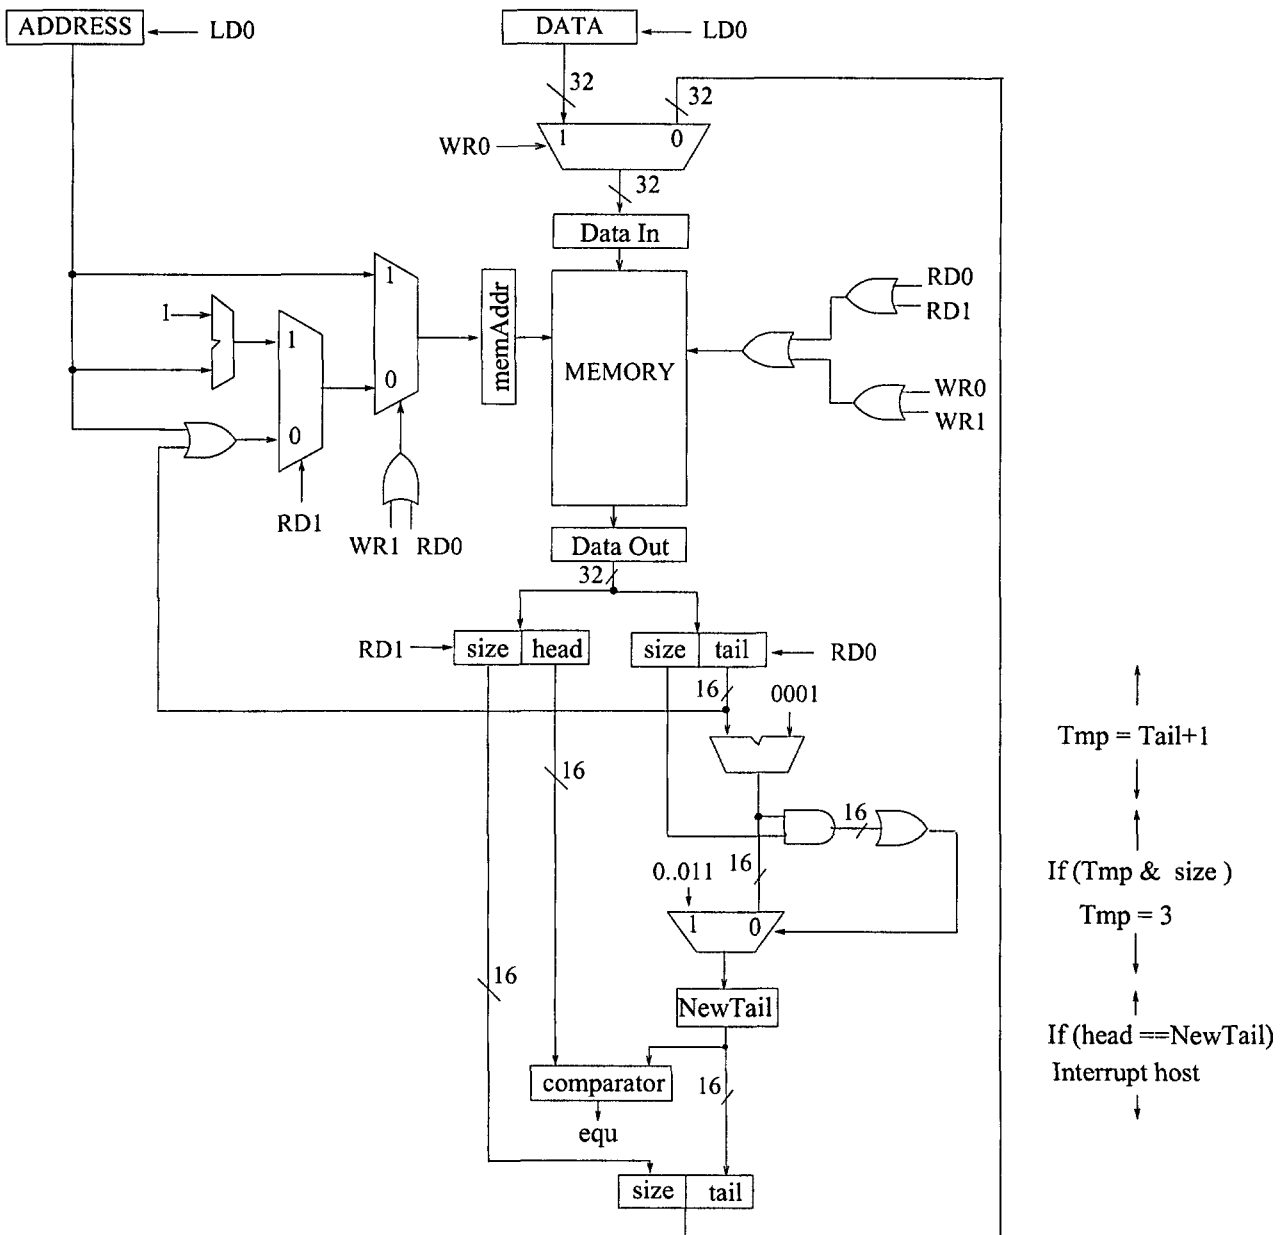 ADDRESS
LD0
DATA
LD0
32
32
WR0
1
0
32
Data In
1
0
memAddr
MEMORY
RD0
RD1
WR0
WR1
1
1
0
RD1
WR1 RD0
Data Out
32
RD1
size head
size tail
RD0
16
0001
Tmp = Tail+1
16
16
If (Tmp & size )
Tmp = 3
16
0..011
1
0
16
NewTail
If (head ==NewTail)
Interrupt host
comparator
16
equ
size tail